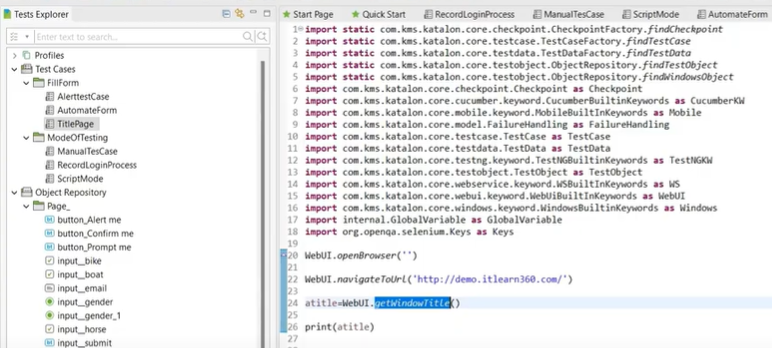 Tests Explorer
Enter text to search...
Profiles
Test Cases
FillForm
AlerttestCase
AutomateForm
TitlePage
ModeOfTesting
ManualTesCase
RecordLoginProcess
ScriptMode
Object Repository
Page_
button_Alert me
button_Confirm me
button_Prompt me
input__bike
input__boat
input__email
input__gender
input__gender_1
input__horse
input__submit
Start Page Quick Start RecordLoginProcess ManualTesCase ScriptMode AutomateForm
1 import static com.kms.katalon.core.checkpoint.CheckpointFactory.findCheckpoint
2 import static com.kms.katalon.core.testcase.TestCaseFactory.findTestCase
3 import static com.kms.katalon.core.testdata.TestDataFactory.findTestData
4 import static com.kms.katalon.core.testobject.ObjectRepository.findTestObject
5 import static com.kms.katalon.core.testobject.ObjectRepository.findWindowsObject
6 import com.kms.katalon.core.checkpoint.Checkpoint as Checkpoint
7 import com.kms.katalon.core.cucumber.keyword.CucumberBuiltinKeywords as CucumberKW
8 import com.kms.katalon.core.mobile.keyword.MobileBuiltInKeywords as Mobile
9 import com.kms.katalon.core.model.FailureHandling as FailureHandling
10 import com.kms.katalon.core.testcase.TestCase as TestCase
11 import com.kms.katalon.core.testdata.TestData as TestData
12 import com.kms.katalon.core.testng.keyword.TestNGBuiltinKeywords as TestNGKW
13 import com.kms.katalon.core.testobject.TestObject as TestObject
14 import com.kms.katalon.core.webservice.keyword.WSBuiltInKeywords as WS
15 import com.kms.katalon.core.webui.keyword.WebUiBuiltInKeywords as WebUI
16 import com.kms.katalon.core.windows.keyword.WindowsBuiltinKeywords as Windows
17 import internal.GlobalVariable as GlobalVariable
18 import org.openqa.selenium.Keys as Keys
19
20 WebUI.openBrowser('')
21
22 WebUI.navigateToUrl('http://demo.itlearn360.com/')
23
24 atitle=WebUI.getWindowTitle()
25
26 print(atitle)
27